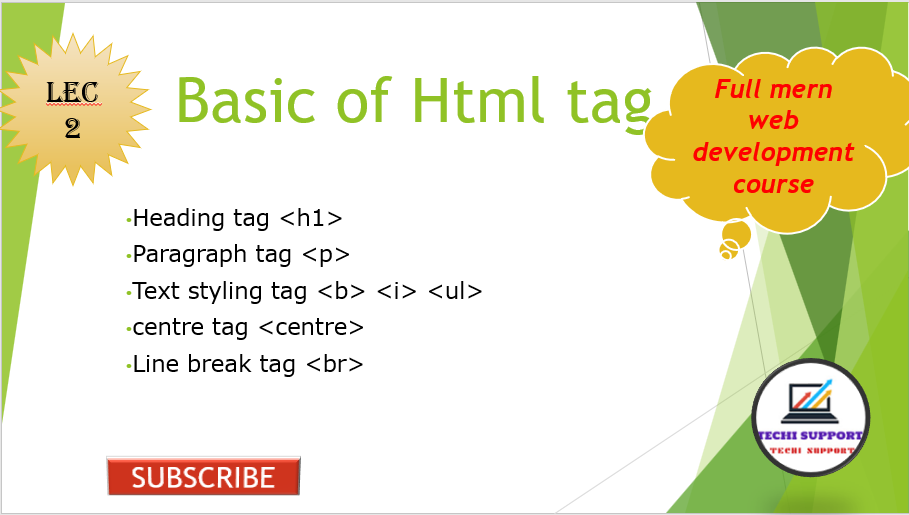 LEC
2
Basic of Html tag
Full mern
web
development
course
•Heading tag <h1>
•Paragraph tag <p>
•Text styling tag <b> <i> <ul>
•centre tag <centre>
•Line break tag <br>
TECHI SUPPORT
TECHI SUPPORT
SUBSCRIBE